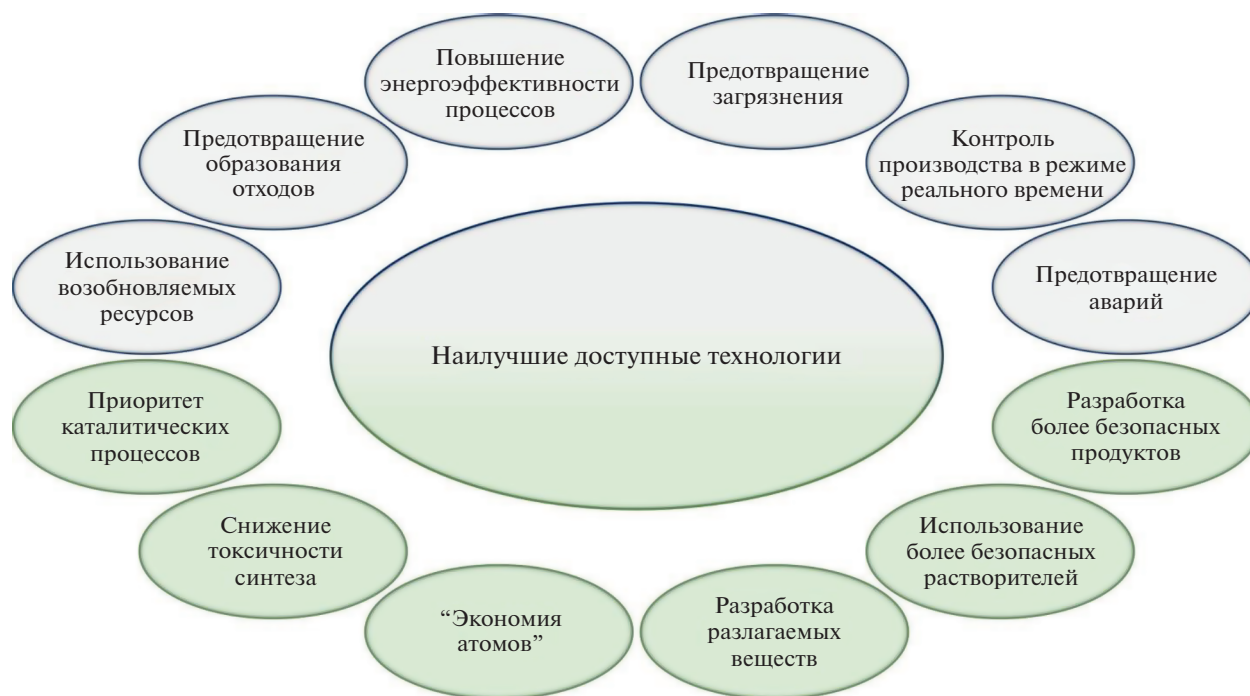 Повышение
энергоэффективности
процессов
Предотвращение
загрязнения
Предотвращение
образования
отходов
Контроль
производства в режиме
реального времени
Использование
возобновляемых
ресурсов
Предотвращение
аварий
Наилучшие доступные технологии
Приоритет
каталитических
процессов
Разработка
более безопасных
продуктов
Снижение
токсичности
синтеза
Использование
более безопасных
растворителей
“Экономия
атомов”
Разработка
разлагаемых
веществ